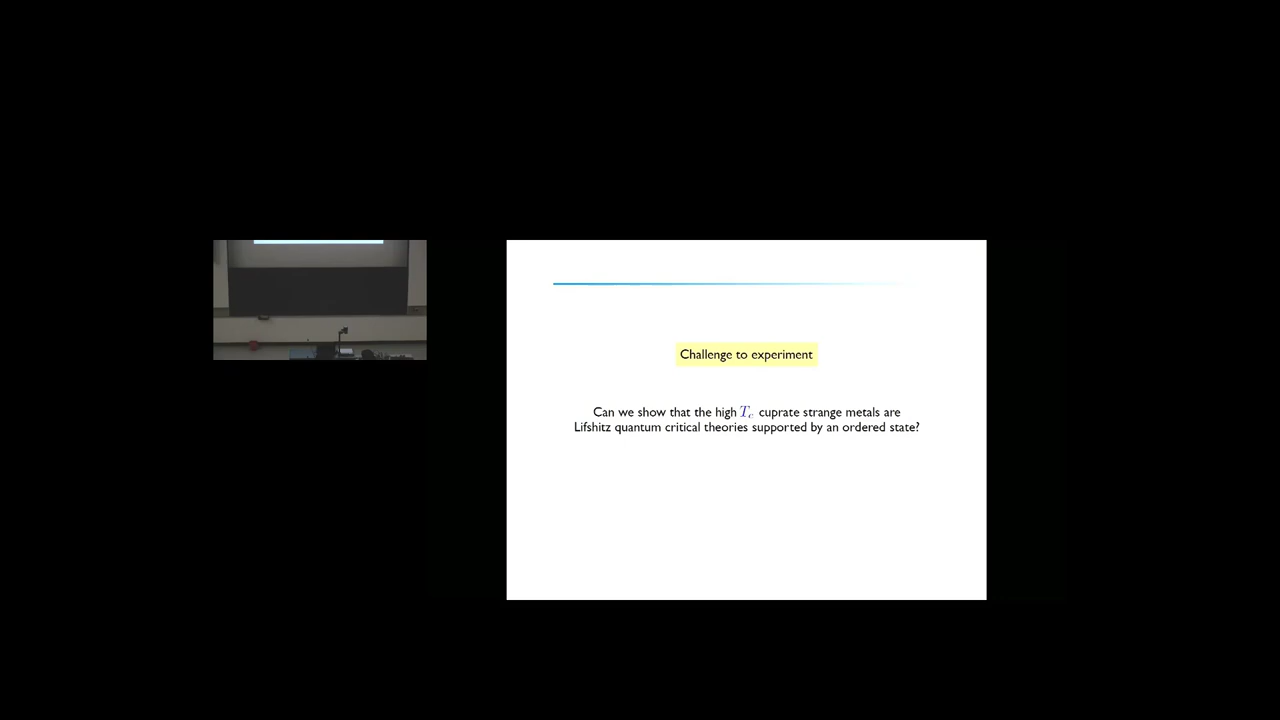 Challenge to experiment
Can we show that the high T_c cuprate strange metals are
Lifshitz quantum critical theories supported by an ordered state?